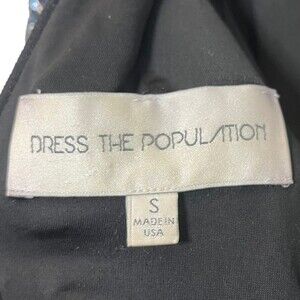 DRESS THE POPULATION
S
MADE IN
USA